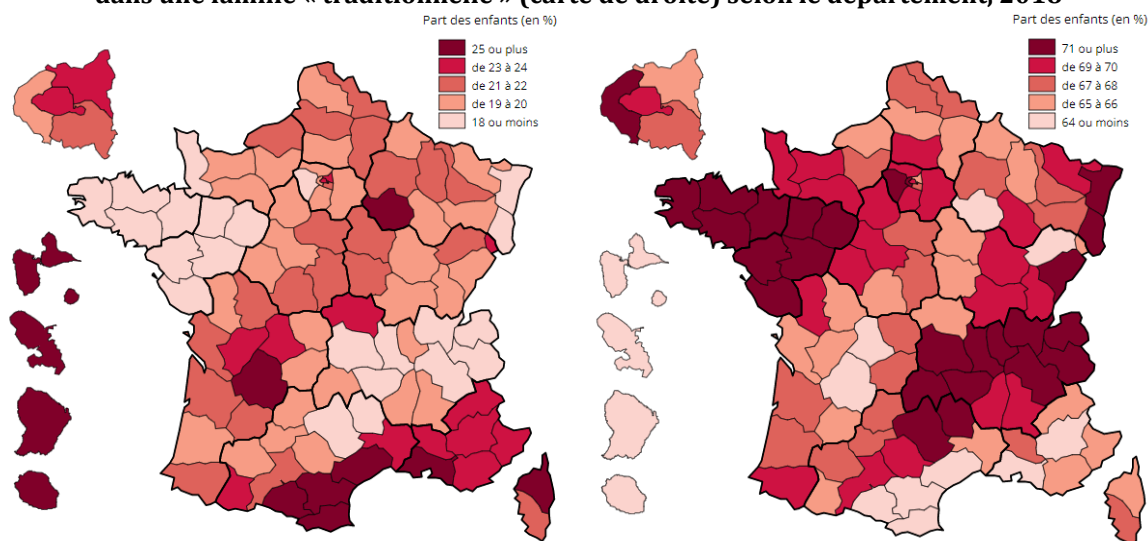 dans une famille « traditionnelle » (carte de droite) selon le département, 2018
Part des enfants (en %)
25 ou plus
de 23 à 24
de 21 à 22
de 19 à 20
18 ou moins
Part des enfants (en %)
71 ou plus
de 69 à 70
de 67 à 68
de 65 à 66
64 ou moins